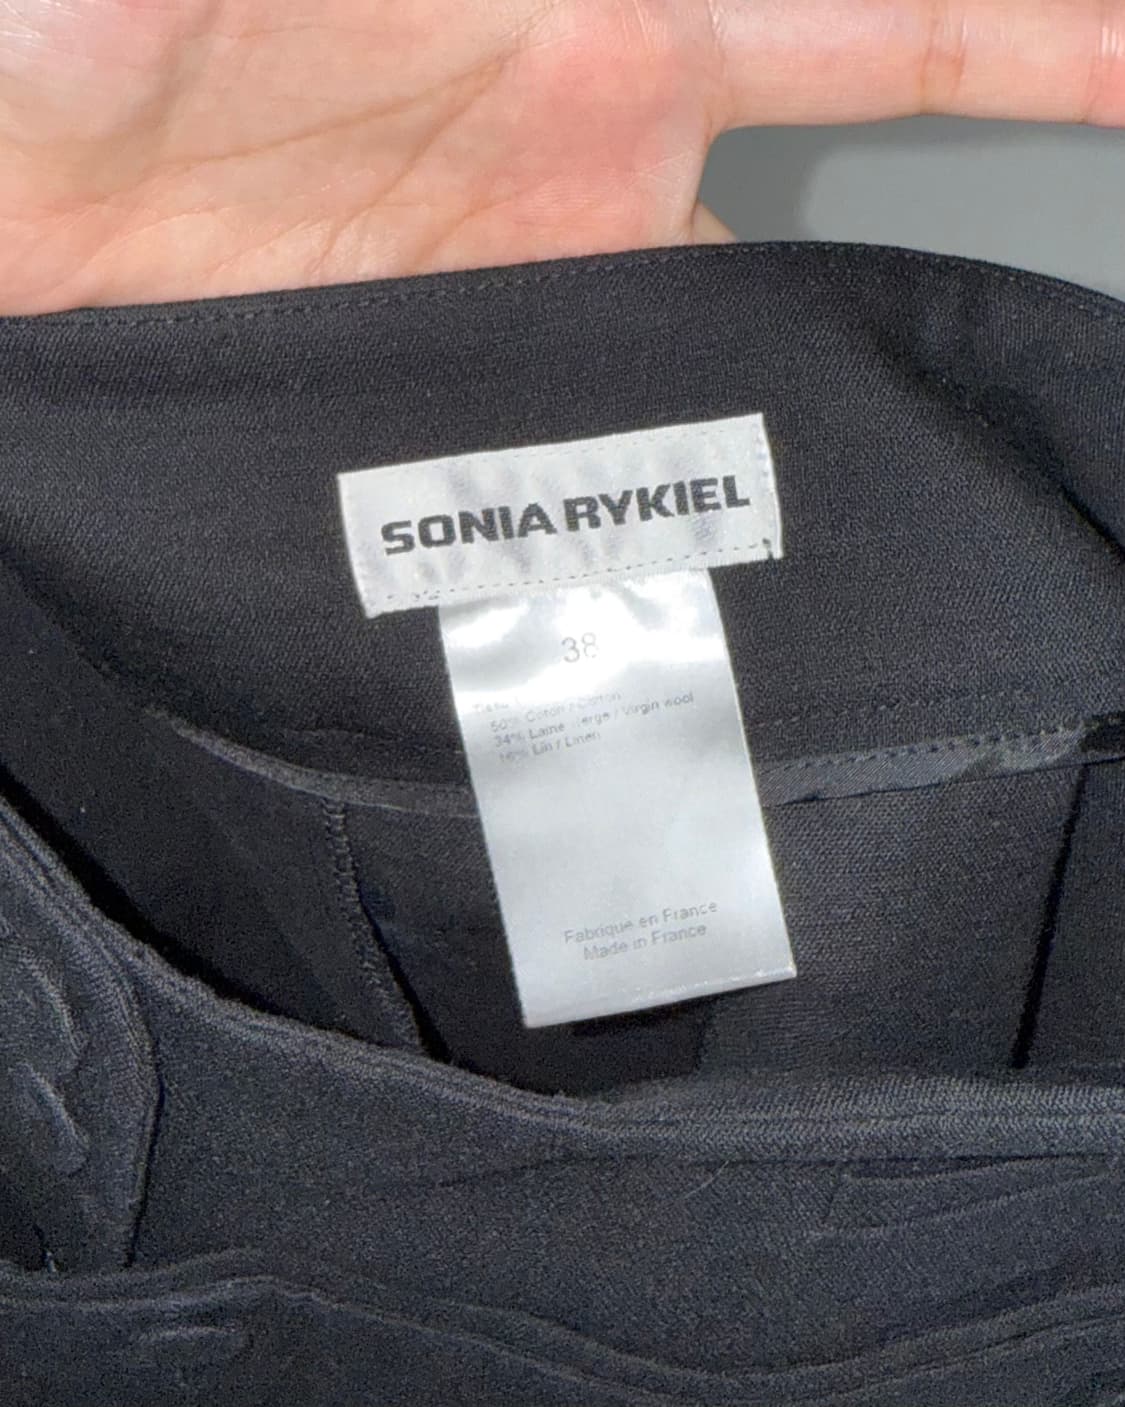 SONIA RYKIEL
38
50% Coton / Cotton
34% Laine vierge / Virgin wool
16% Lin / Linen
Fabriqué en France
Made in France